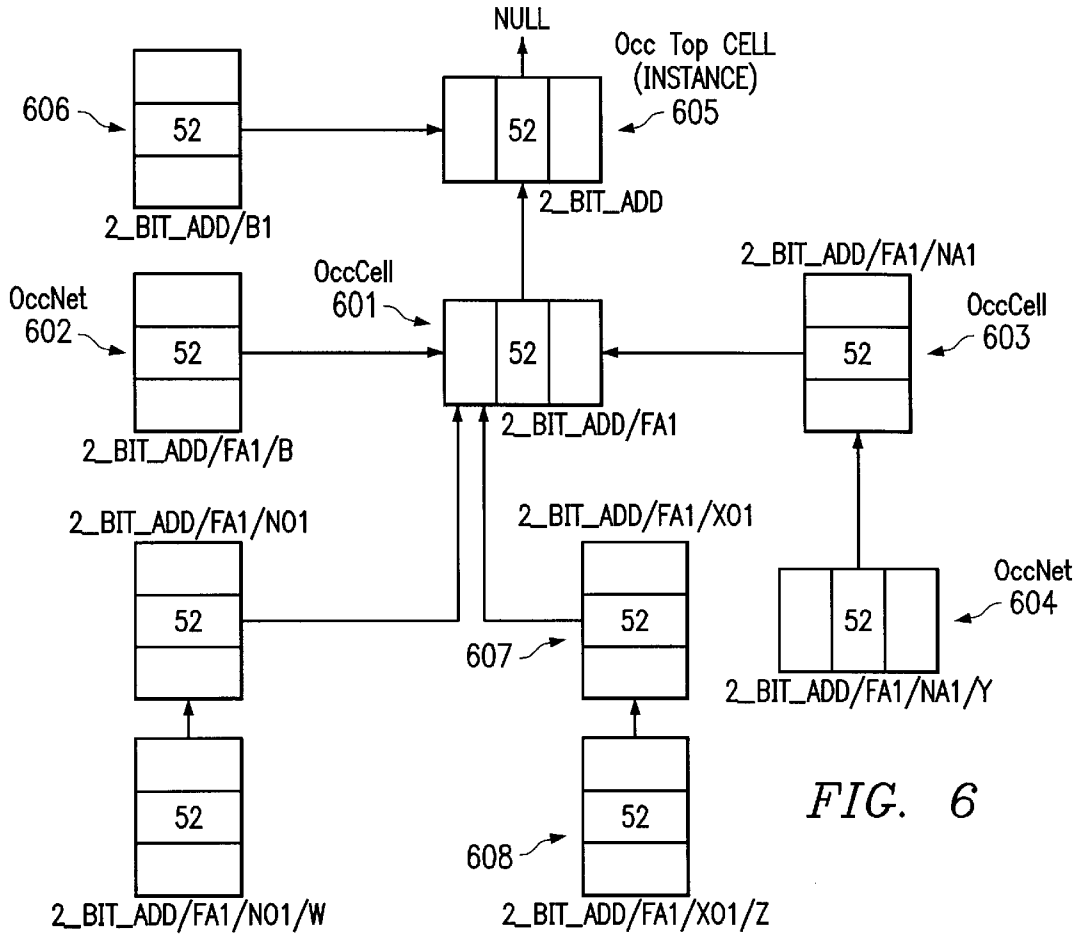 NULL
Occ Top CELL
(INSTANCE)
605
606
52
52
2_BIT_ADD/B1
2_BIT_ADD
2_BIT_ADD/FA1/NA1
OccNet
602
OccCell
601
OccCell
603
52
52
52
2_BIT_ADD/FA1/B
2_BIT_ADD/FA1
2_BIT_ADD/FA1/NO1
2_BIT_ADD/FA1/XO1
OccNet
604
52
52
52
607
2_BIT_ADD/FA1/NA1/Y
52
52
608
FIG. 6
2_BIT_ADD/FA1/NO1/W
2_BIT_ADD/FA1/XO1/Z